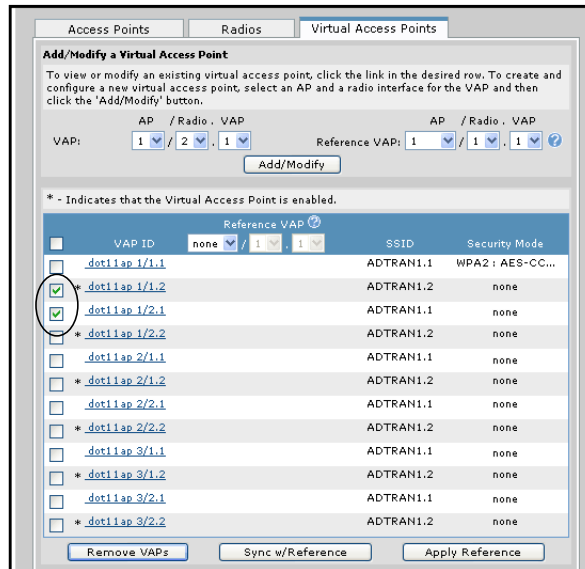 Access Points Radios Virtual Access Points
Add/Modify a Virtual Access Point
To view or modify an existing virtual access point, click the link in the desired row. To create and
configure a new virtual access point, select an AP and a radio interface for the VAP and then
click the 'Add/Modify' button.
AP / Radio . VAP AP / Radio . VAP
VAP: 1 / 2 . 1 Reference VAP: 1 / 1 . 1 ?
Add/Modify
* - Indicates that the Virtual Access Point is enabled.
Reference VAP ?
VAP ID none / 1 . 1 SSID Security Mode
dot11ap 1/1.1 ADTRAN1.1 WPA2 : AES-CC...
* dot11ap 1/1.2 ADTRAN1.2 none
dot11ap 1/2.1 ADTRAN1.1 none
* dot11ap 1/2.2 ADTRAN1.2 none
dot11ap 2/1.1 ADTRAN1.1 none
* dot11ap 2/1.2 ADTRAN1.2 none
dot11ap 2/2.1 ADTRAN1.1 none
* dot11ap 2/2.2 ADTRAN1.2 none
dot11ap 3/1.1 ADTRAN1.1 none
* dot11ap 3/1.2 ADTRAN1.2 none
dot11ap 3/2.1 ADTRAN1.1 none
* dot11ap 3/2.2 ADTRAN1.2 none
Remove VAPs Sync w/Reference Apply Reference